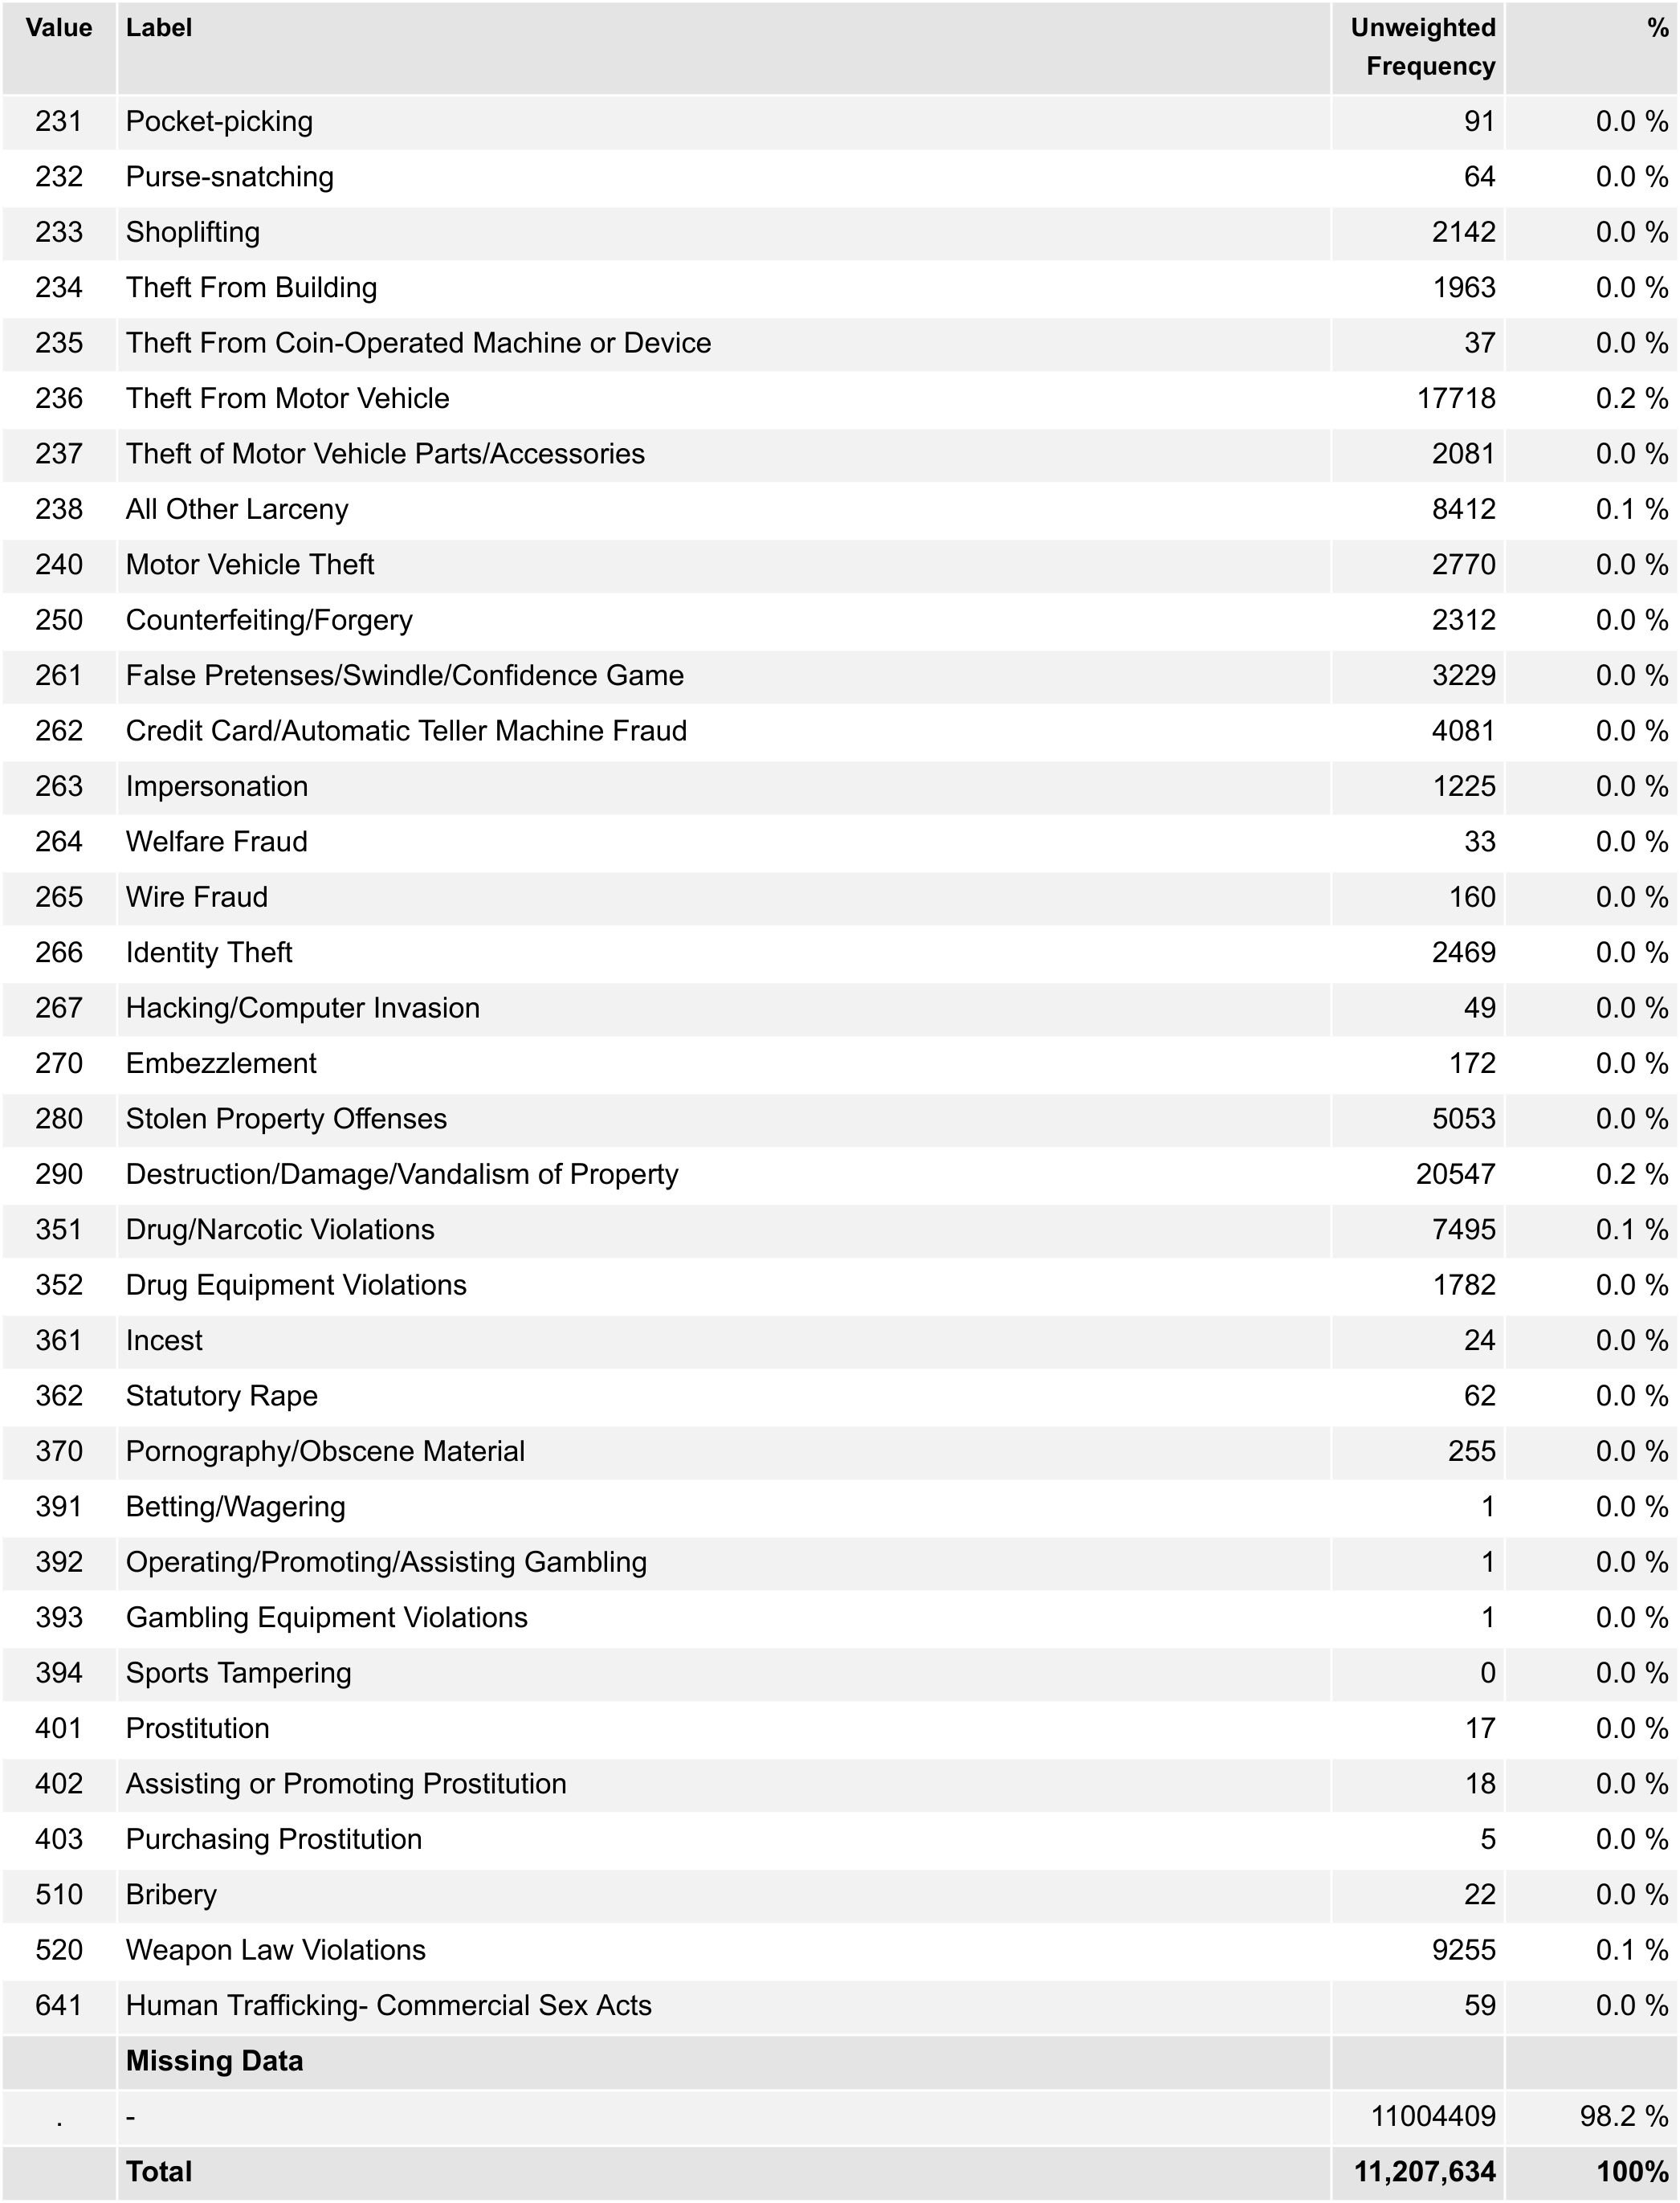 Value Label Unweighted Frequency %
231 Pocket-picking 91 0.0 %
232 Purse-snatching 64 0.0 %
233 Shoplifting 2142 0.0 %
234 Theft From Building 1963 0.0 %
235 Theft From Coin-Operated Machine or Device 37 0.0 %
236 Theft From Motor Vehicle 17718 0.2 %
237 Theft of Motor Vehicle Parts/Accessories 2081 0.0 %
238 All Other Larceny 8412 0.1 %
240 Motor Vehicle Theft 2770 0.0 %
250 Counterfeiting/Forgery 2312 0.0 %
261 False Pretenses/Swindle/Confidence Game 3229 0.0 %
262 Credit Card/Automatic Teller Machine Fraud 4081 0.0 %
263 Impersonation 1225 0.0 %
264 Welfare Fraud 33 0.0 %
265 Wire Fraud 160 0.0 %
266 Identity Theft 2469 0.0 %
267 Hacking/Computer Invasion 49 0.0 %
270 Embezzlement 172 0.0 %
280 Stolen Property Offenses 5053 0.0 %
290 Destruction/Damage/Vandalism of Property 20547 0.2 %
351 Drug/Narcotic Violations 7495 0.1 %
352 Drug Equipment Violations 1782 0.0 %
361 Incest 24 0.0 %
362 Statutory Rape 62 0.0 %
370 Pornography/Obscene Material 255 0.0 %
391 Betting/Wagering 1 0.0 %
392 Operating/Promoting/Assisting Gambling 1 0.0 %
393 Gambling Equipment Violations 1 0.0 %
394 Sports Tampering 0 0.0 %
401 Prostitution 17 0.0 %
402 Assisting or Promoting Prostitution 18 0.0 %
403 Purchasing Prostitution 5 0.0 %
510 Bribery 22 0.0 %
520 Weapon Law Violations 9255 0.1 %
641 Human Trafficking- Commercial Sex Acts 59 0.0 %
Missing Data
. - 11004409 98.2 %
Total 11,207,634 100%